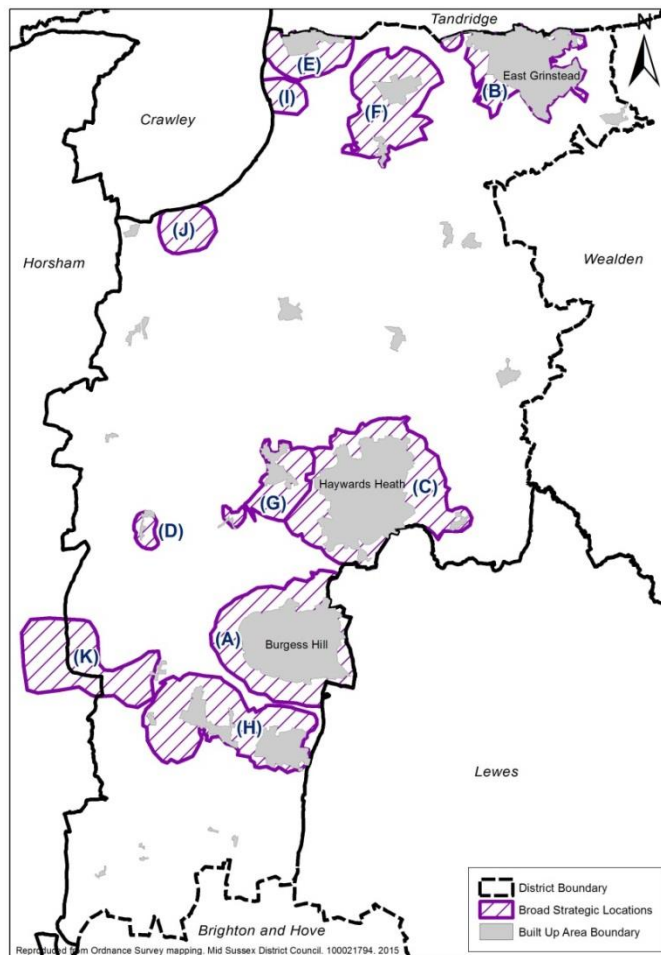 Tandridge
N
(E)
East Grinstead
(B)
(I)
(F)
Crawley
(J)
Horsham
Wealden
Haywards Heath
(C)
(G)
(D)
(A)
Burgess Hill
(K)
(H)
Lewes
District Boundary
Broad Strategic Locations
Built Up Area Boundary
Brighton and Hove
Reproduced from Ordnance Survey mapping. Mid Sussex District Council. 100021794. 2015